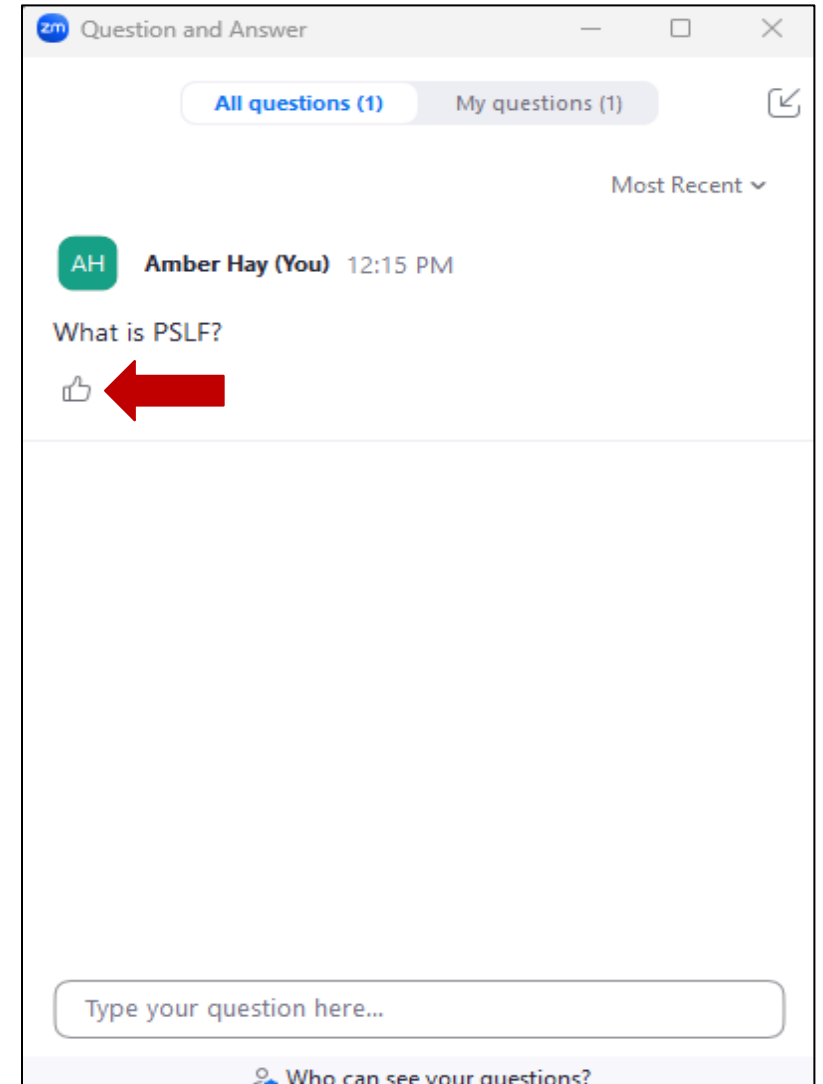 zm Question and Answer
All questions (1) My questions (1)
Most Recent
AH Amber Hay (You) 12:15 PM
What is PSLF?
Type your question here...
Who can see your questions?